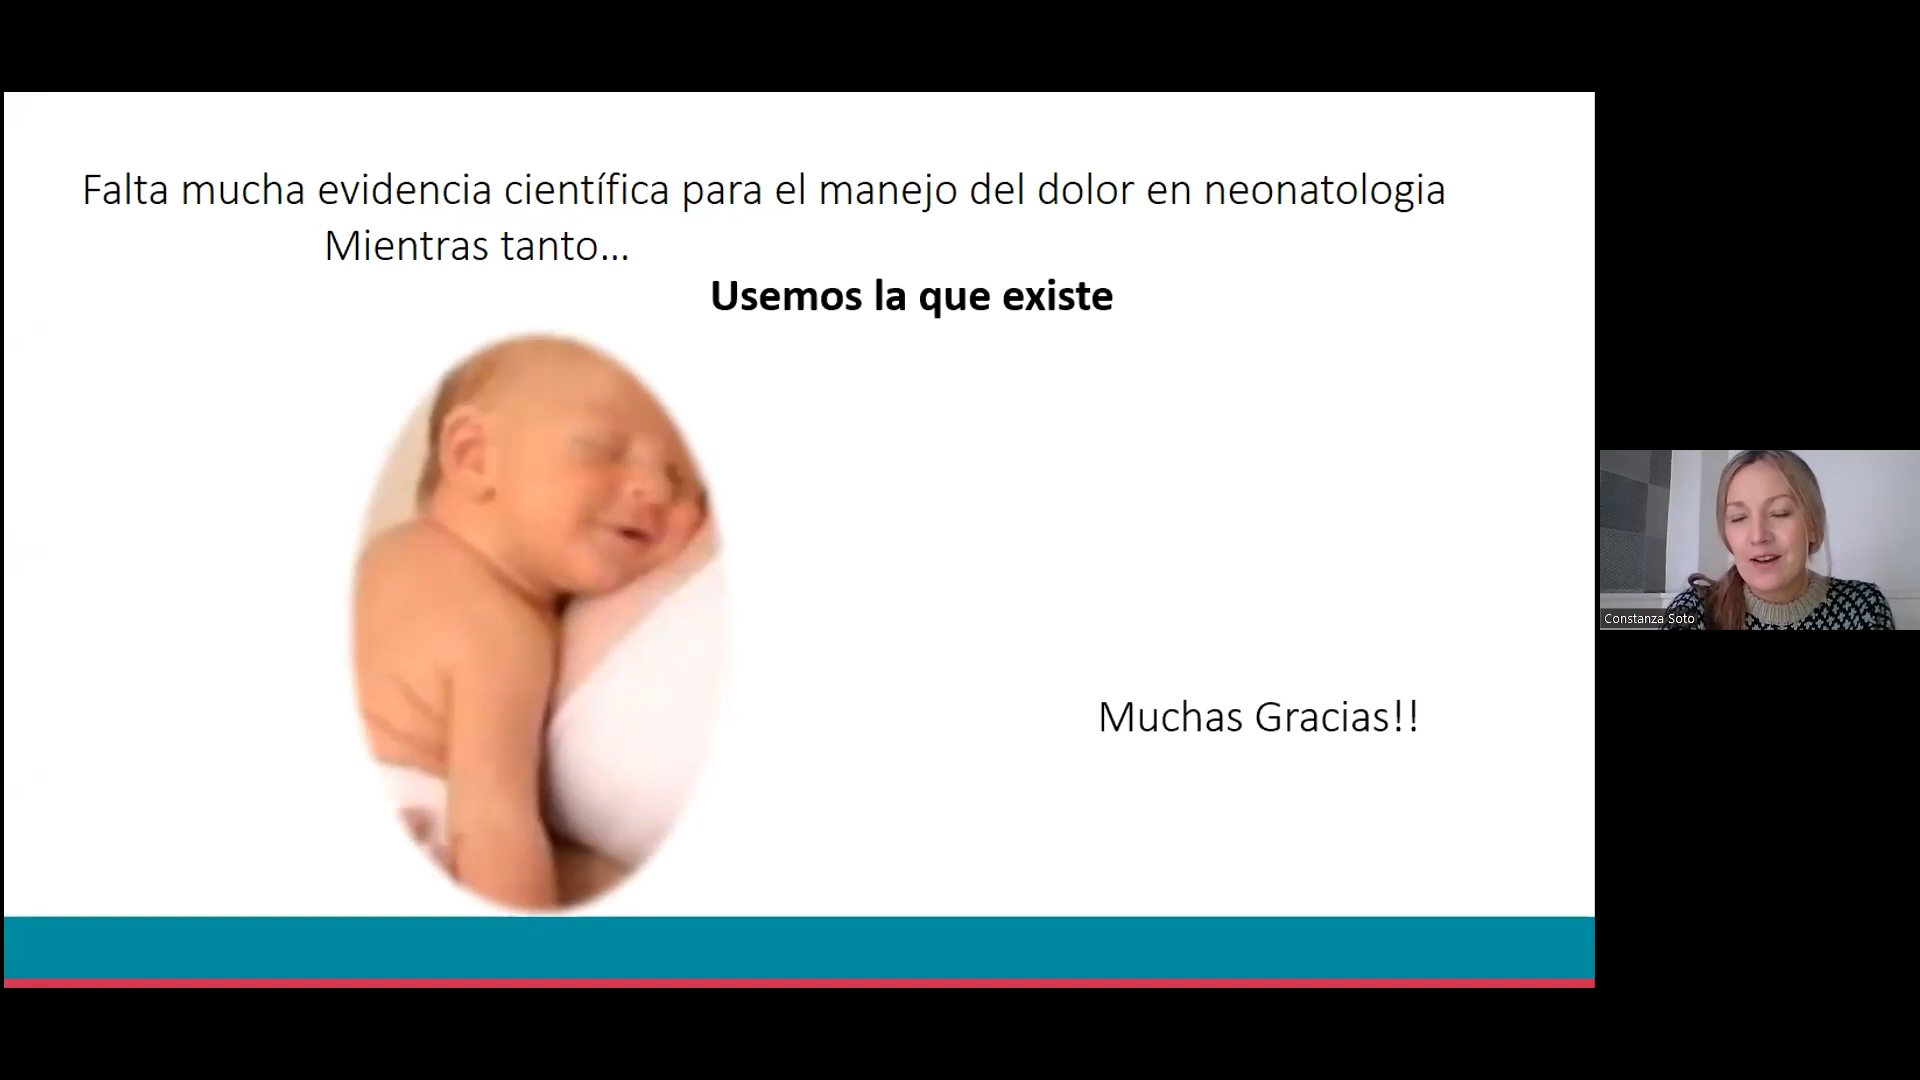 Falta mucha evidencia científica para el manejo del dolor en neonatologia
Mientras tanto...
Usemos la que existe
Muchas Gracias!!
Constanza Soto